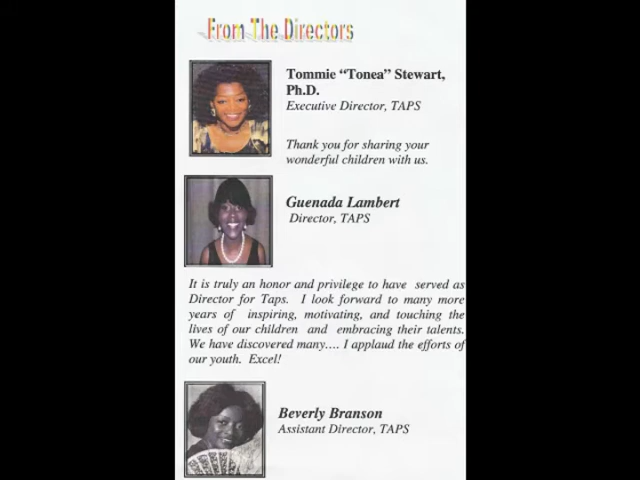 From The Directors
Tommie “Tonea” Stewart,
Ph.D.
Executive Director, TAPS
Thank you for sharing your
wonderful children with us.
Guenada Lambert
Director, TAPS
It is truly an honor and privilege to have served as
Director for Taps. I look forward to many more
years of inspiring, motivating, and touching the
lives of our children and embracing their talents.
We have discovered many.... I applaud the efforts of
our youth. Excel!
Beverly Branson
Assistant Director, TAPS